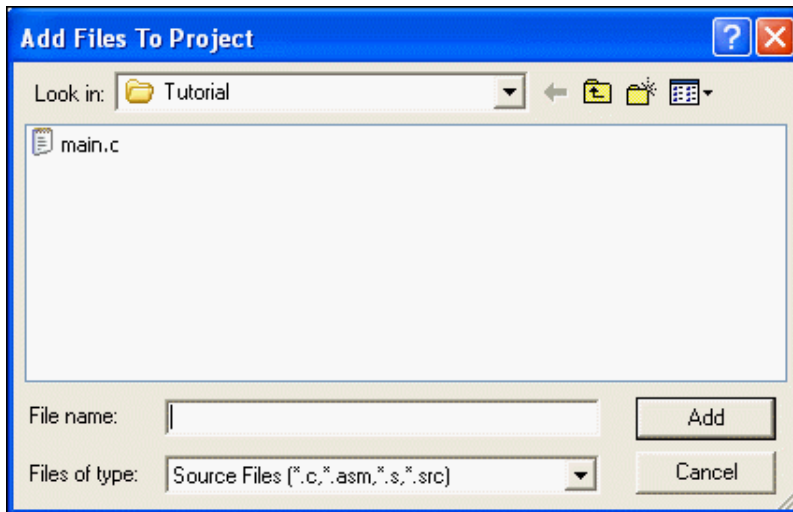 Add Files To Project
Look in: Tutorial
main.c
File name: Add
Files of type: Source Files (*.c,*.asm,*.s,*.src) Cancel